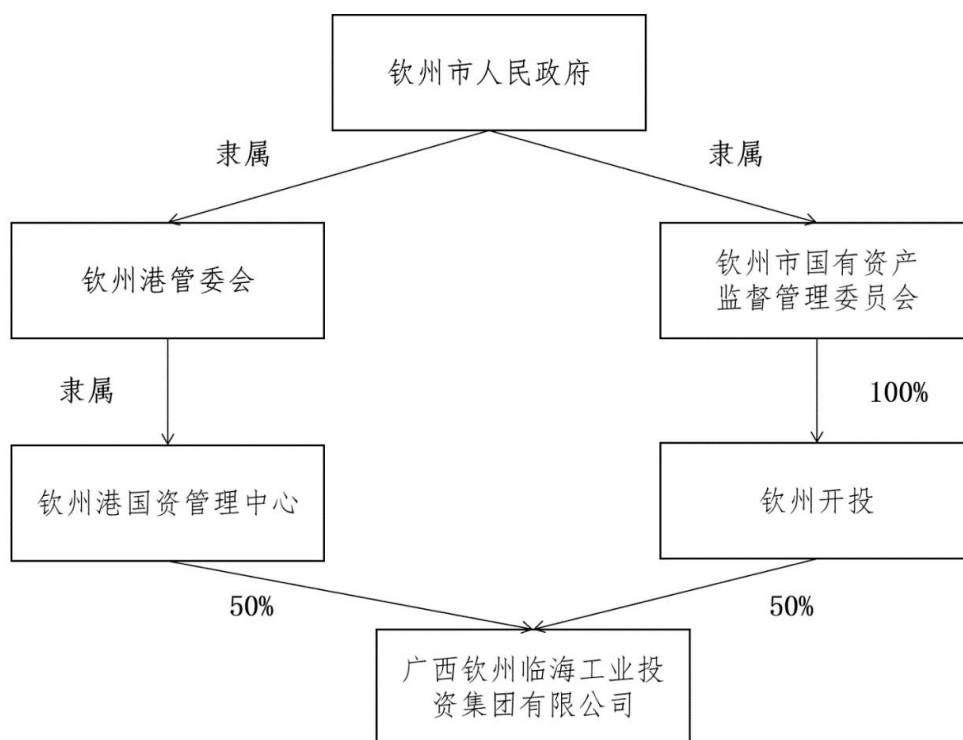 钦州市人民政府
隶属
隶属
钦州港管委会
钦州市国有资产
监督管理委员会
隶属
100%
钦州港国资管理中心
钦州开投
50%
50%
广西钦州临海工业投
资集团有限公司